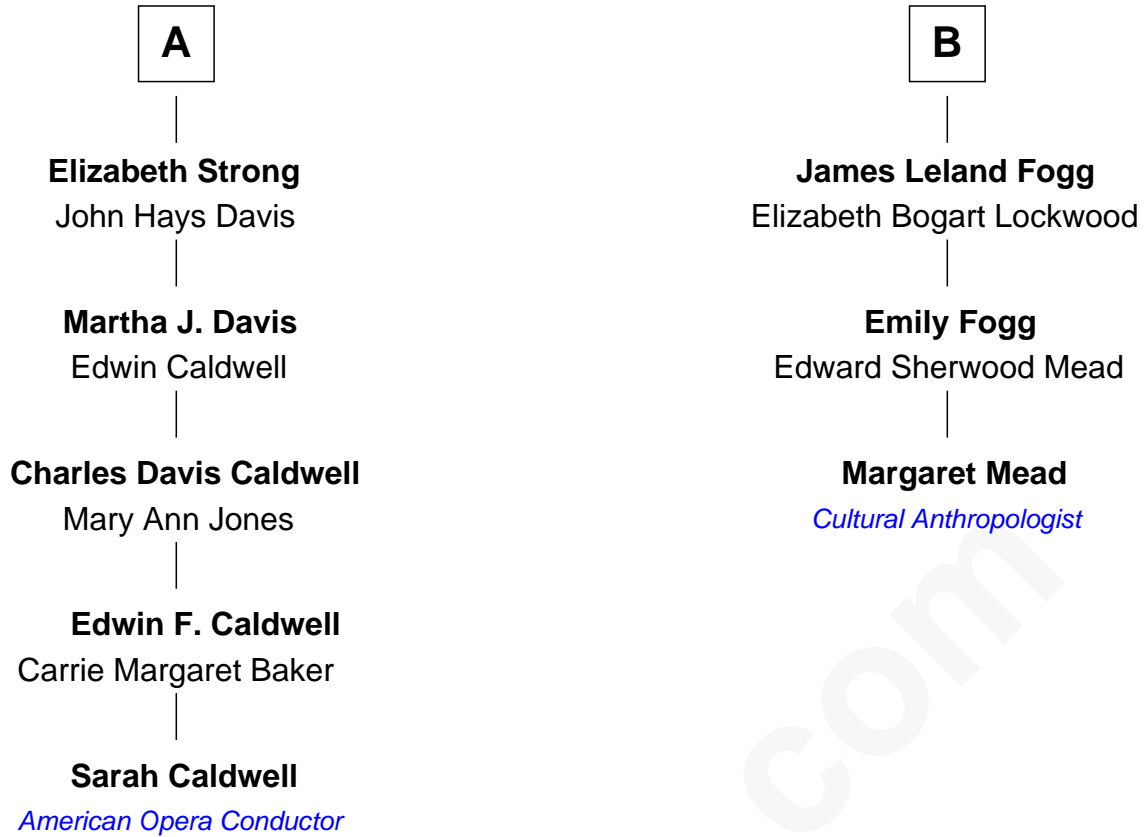 A
Elizabeth Strong
John Hays Davis
Martha J. Davis
Edwin Caldwell
Charles Davis Caldwell
Mary Ann Jones
Edwin F. Caldwell
Carrie Margaret Baker
Sarah Caldwell
American Opera Conductor
B
James Leland Fogg
Elizabeth Bogart Lockwood
Emily Fogg
Edward Sherwood Mead
Margaret Mead
Cultural Anthropologist
com